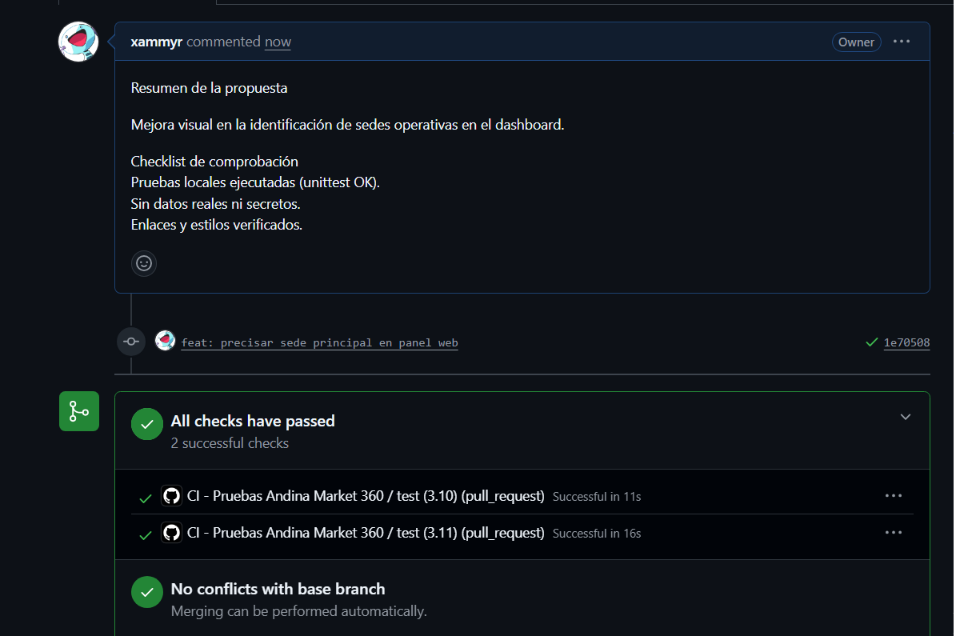 xammyr commented now
Owner
Resumen de la propuesta
Mejora visual en la identificación de sedes operativas en el dashboard.
Checklist de comprobación
Pruebas locales ejecutadas (unittest OK).
Sin datos reales ni secretos.
Enlaces y estilos verificados.
feat: precisar sede principal en panel web
1e70508
All checks have passed
2 successful checks
CI - Pruebas Andina Market 360 / test (3.10) (pull_request) Successful in 11s
CI - Pruebas Andina Market 360 / test (3.11) (pull_request) Successful in 16s
No conflicts with base branch
Merging can be performed automatically.